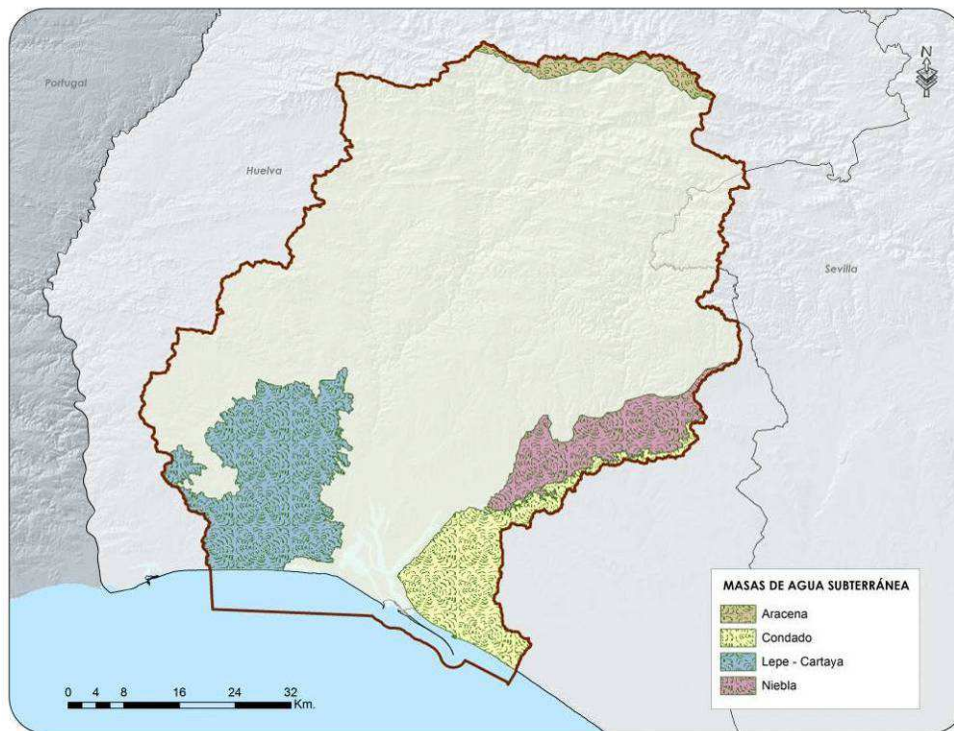 N
Portugal
Huelva
Sevilla
MASAS DE AGUA SUBTERRÁNEA
Aracena
Condado
Lepe - Cartaya
Niebla
0 4 8 16 24 32
Km.